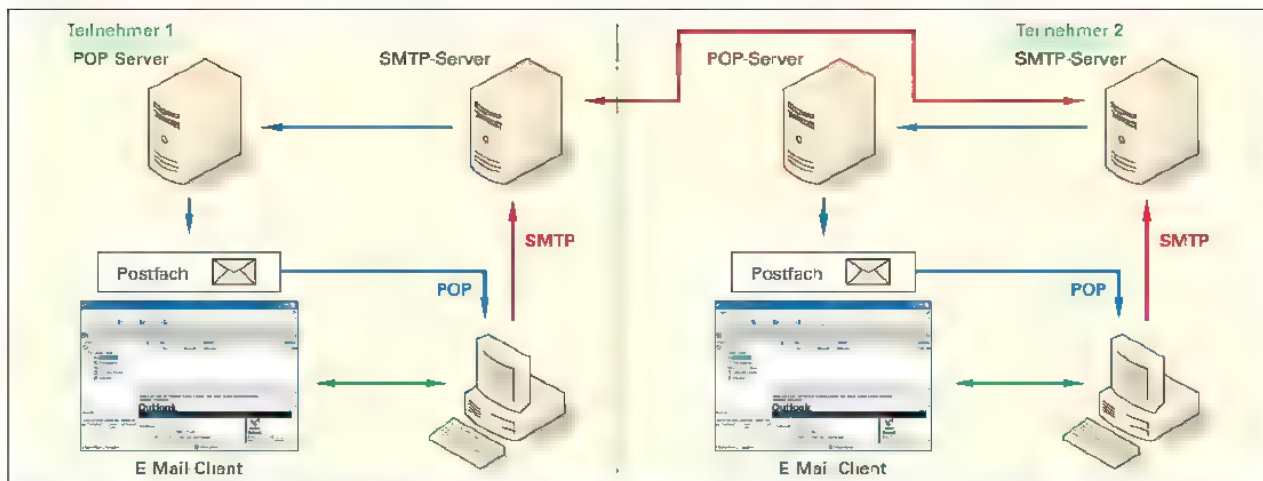 Teilnehmer 1
POP Server
SMTP-Server
POP-Server
Teilnehmer 2
SMTP-Server
SMTP
SMTP
Postfach
POP
Postfach
POP
Outlook
Outlook
E Mail Client
E Mail Client